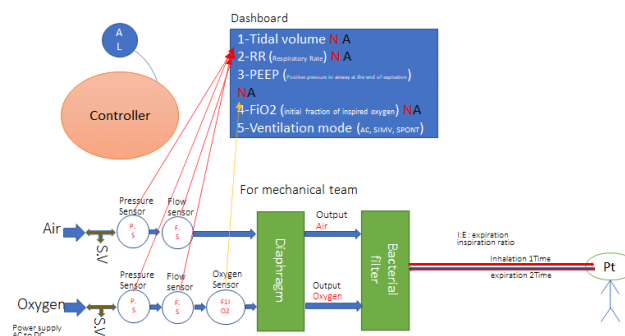 Dashboard
A
L
1-Tidal volume N A
2-RR (Respiratory Rate) N A
3-PEEP (Positive pressure in airway at the end of expiration)
NA
4-FiO2 (initial fraction of inspired oxygen) NA
5-Ventilation mode (AC, SIMV, SPONT)
Controller
For mechanical team
Pressure
Sensor
Flow
sensor
Air
P.
S
F.
S
S.V
Output
Air
Diaphragm
Bacterial
filter
I:E : expiration
inspiration ratio
Inhalation 1Time
expiration 2Time
Pt
Pressure
Sensor
Flow
sensor
Oxygen
Sensor
Output
Oxygen
Oxygen
P.
S
F.
S
F1I
O2
S.V
Power supply
AC to DC